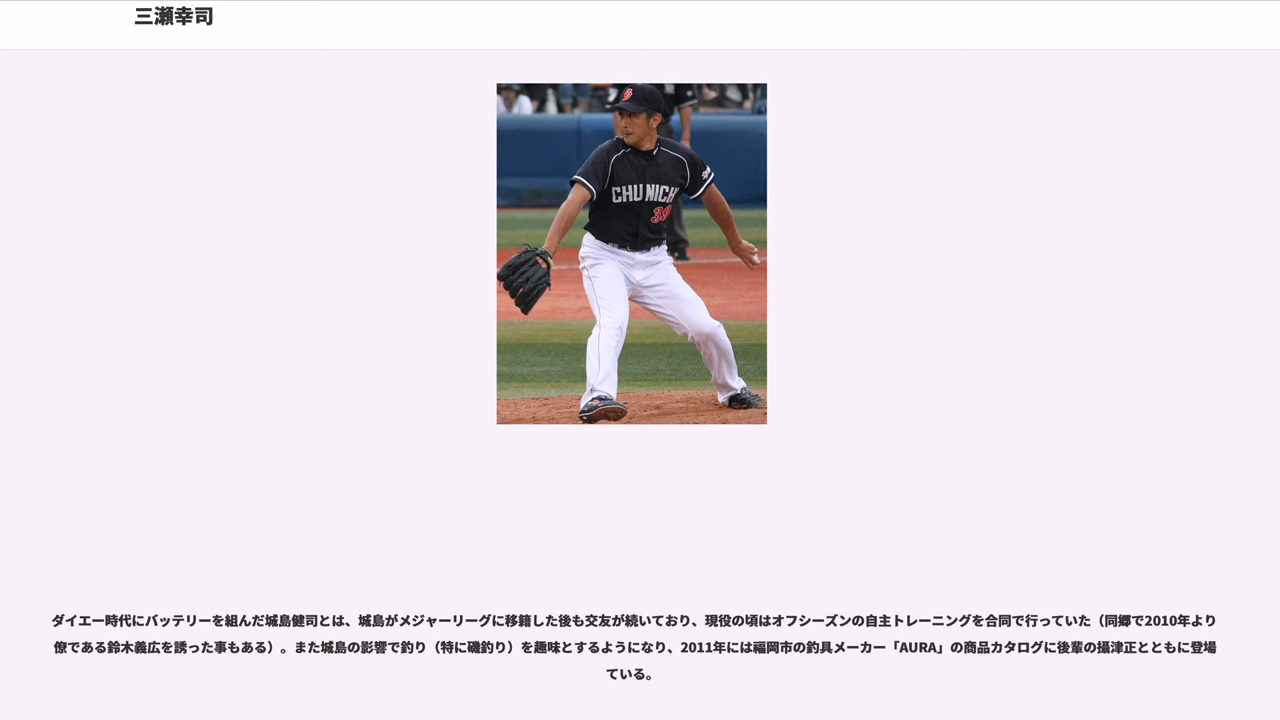 三瀬幸司
CHUNICHI
39
ダイエー時代にバッテリーを組んだ城島健司とは、城島がメジャーリーグに移籍した後も交友が続いており、現役の頃はオフシーズンの自主トレーニングを合同で行っていた（同郷で2010年より
僚である鈴木義広を誘った事もある）。また城島の影響で釣り（特に磯釣り）を趣味とするようになり、2011年には福岡市の釣具メーカー「AURA」の商品カタログに後輩の攝津正とともに登場
ている。